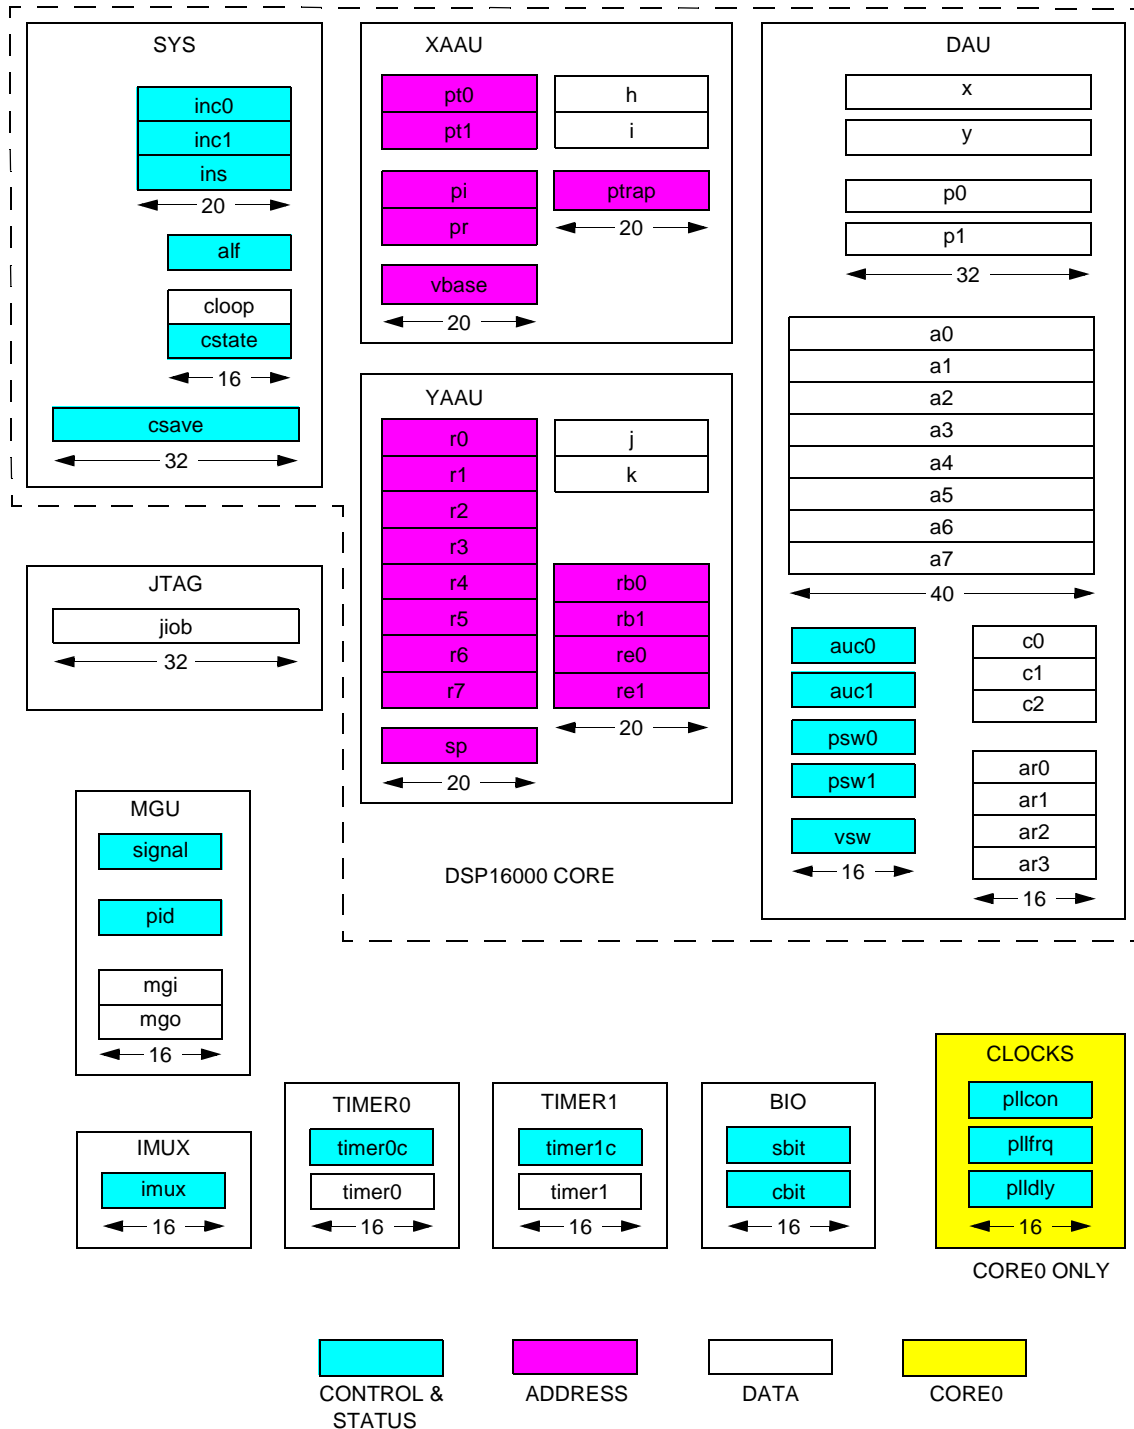 SYS
inc0
inc1
ins
20
alf
cloop
cstate
16
csave
32
XAAU
pt0
pt1
h
i
pi
pr
ptrap
20
vbase
20
DAU
x
y
p0
p1
32
a0
a1
a2
a3
a4
a5
a6
a7
40
auc0
auc1
psw0
psw1
vsw
16
c0
c1
c2
ar0
ar1
ar2
ar3
16
YAAU
r0
r1
r2
r3
r4
r5
r6
r7
j
k
rb0
rb1
re0
re1
20
sp
20
DSP16000 CORE
JTAG
jiob
32
MGU
signal
pid
mgi
mgo
16
IMUX
imux
16
TIMER0
timer0c
timer0
16
TIMER1
timer1c
timer1
16
BIO
sbit
cbit
16
CLOCKS
pllcon
pllfrq
plldly
16
CORE0 ONLY
CONTROL &
STATUS
ADDRESS
DATA
CORE0